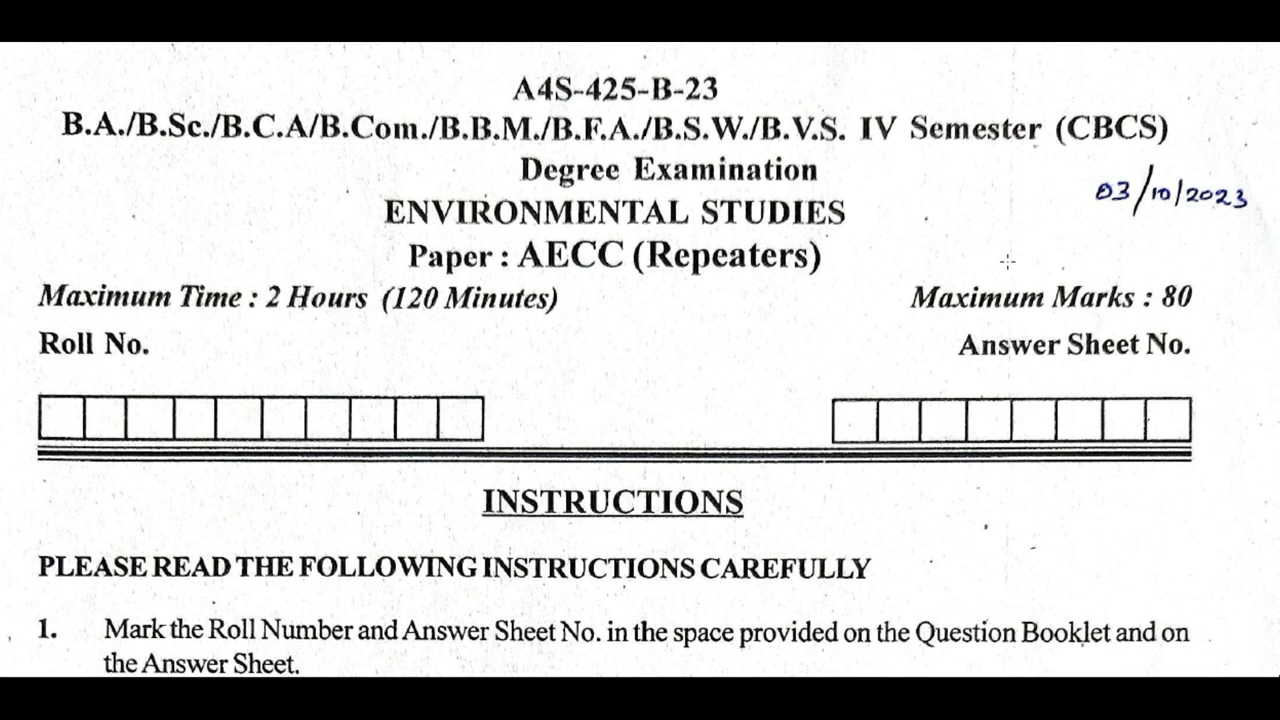 A4S-425-B-23
B.A./B.Sc./B.C.A/B.Com./B.B.M./B.F.A./B.S.W./B.V.S. IV Semester (CBCS)
Degree Examination
03/10/2023
ENVIRONMENTAL STUDIES
Paper : AECC (Repeaters)
Maximum Time : 2 Hours (120 Minutes) Maximum Marks : 80
Roll No. Answer Sheet No.
INSTRUCTIONS
PLEASE READ THE FOLLOWING INSTRUCTIONS CAREFULLY
1. Mark the Roll Number and Answer Sheet No. in the space provided on the Question Booklet and on
the Answer Sheet.